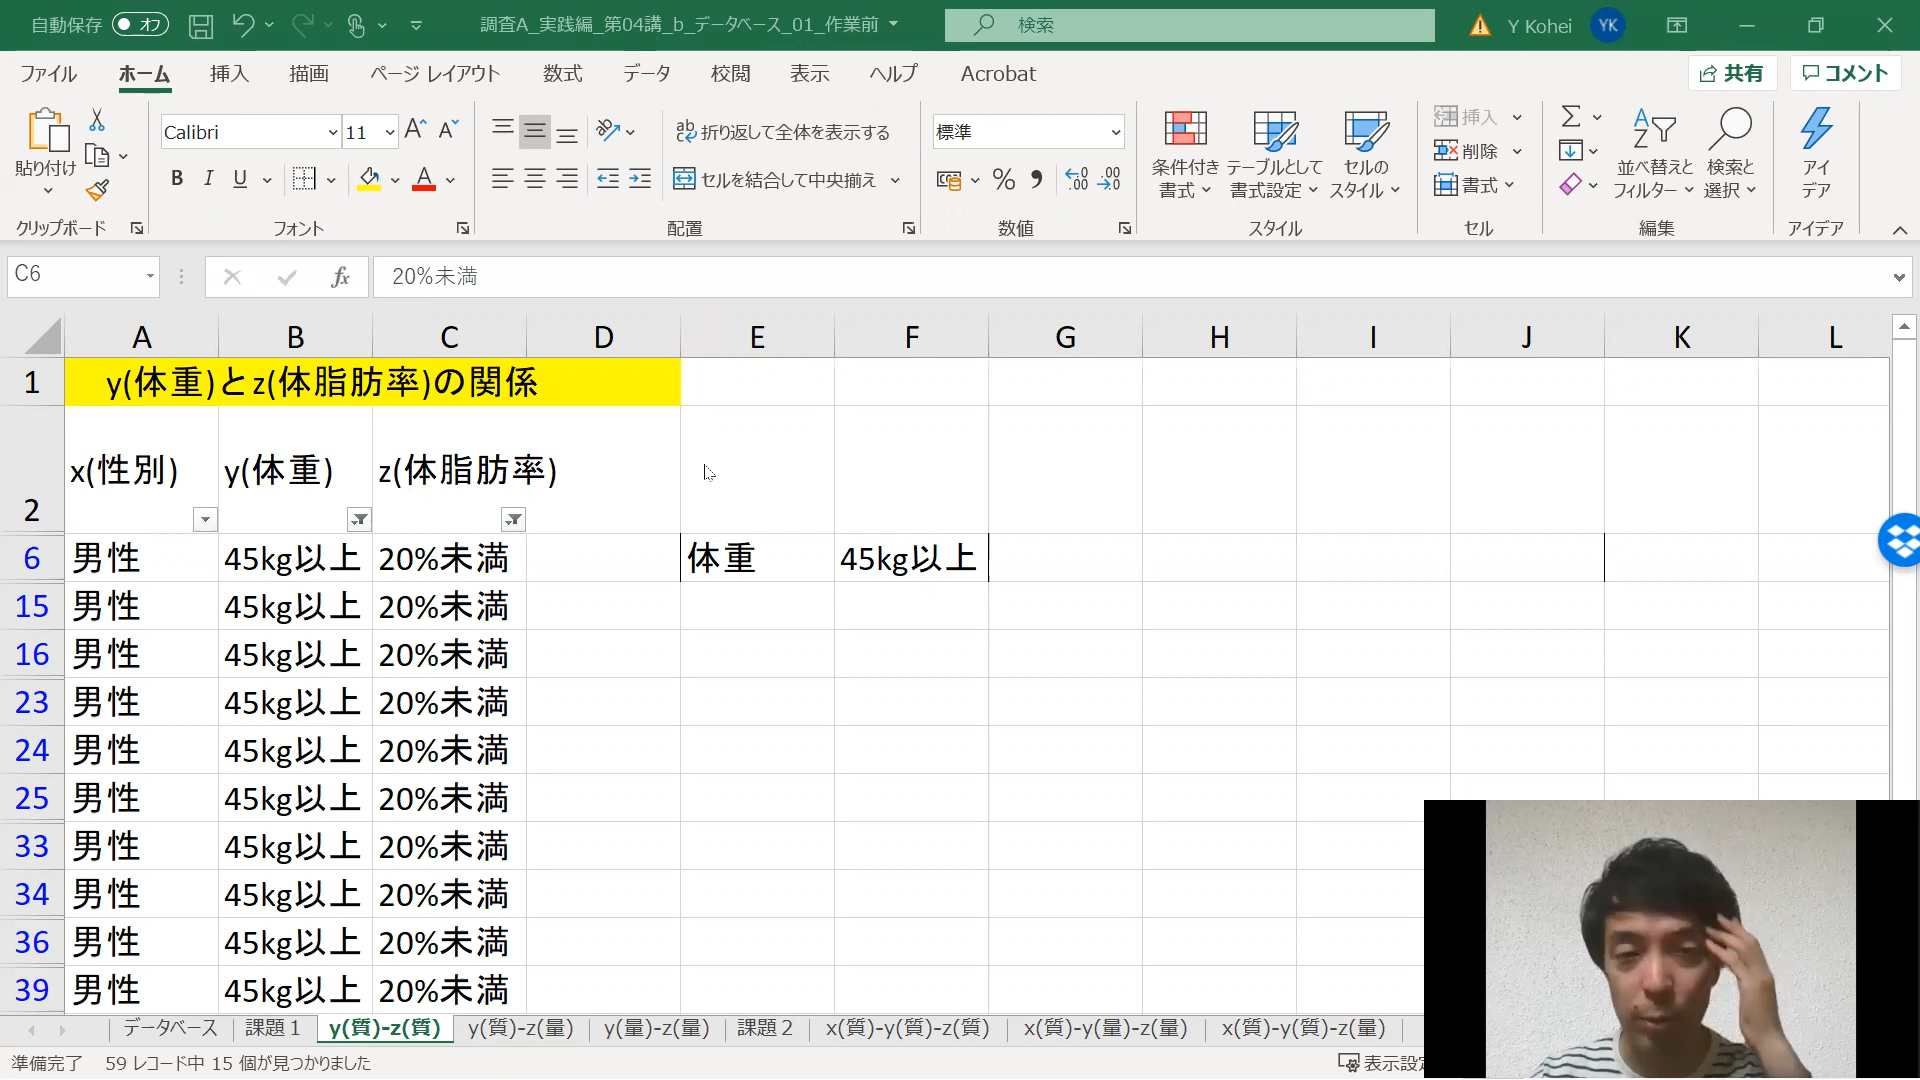 自動保存 オフ 調査A_実践編_第04講_b_データベース_01_作業前 検索 Y Kohei YK
ファイル ホーム 挿入 描画 ページ レイアウト 数式 データ 校閲 表示 ヘルプ Acrobat 共有 コメント
貼り付け
クリップボード
Calibri 11
B I U
フォント
折り返して全体を表示する
セルを結合して中央揃え
配置
標準
数値
条件付き書式
テーブルとして書式設定
セルのスタイル
スタイル
挿入
削除
書式
セル
並べ替えとフィルター
検索と選択
編集
アイデア
アイデア
C6 fx 20%未満
A B C D E F G H I J K L
1 y(体重)とz(体脂肪率)の関係
2 x(性別) y(体重) z(体脂肪率)
6 男性 45kg以上 20%未満 体重 45kg以上
15 男性 45kg以上 20%未満
16 男性 45kg以上 20%未満
23 男性 45kg以上 20%未満
24 男性 45kg以上 20%未満
25 男性 45kg以上 20%未満
33 男性 45kg以上 20%未満
34 男性 45kg以上 20%未満
36 男性 45kg以上 20%未満
39 男性 45kg以上 20%未満
データベース 課題1 y(質)-z(質) y(質)-z(量) y(量)-z(量) 課題2 x(質)-y(質)-z(質) x(質)-y(量)-z(量) x(質)-y(質)-z(量)
準備完了 59 レコード中 15 個が見つかりました 表示設定